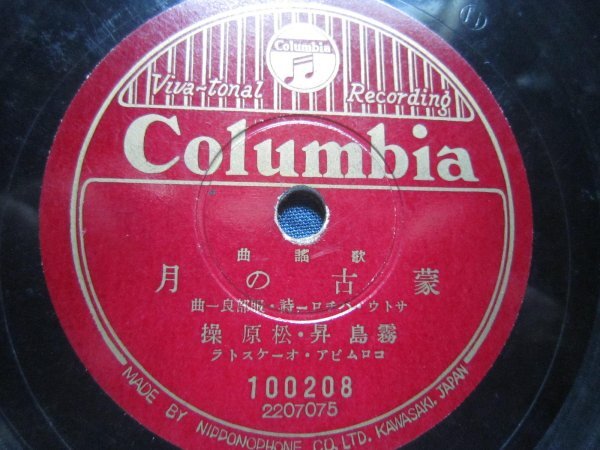 Columbia
Viva-tonal Recording
Columbia
歌謠曲
蒙古の月
サトウ・ハチロー詩・服部良一曲
霧島昇・松原操
コロムビア・オーケストラ
100208
2207075
MADE BY NIPPONOPHONE CO., LTD. KAWASAKI, JAPAN